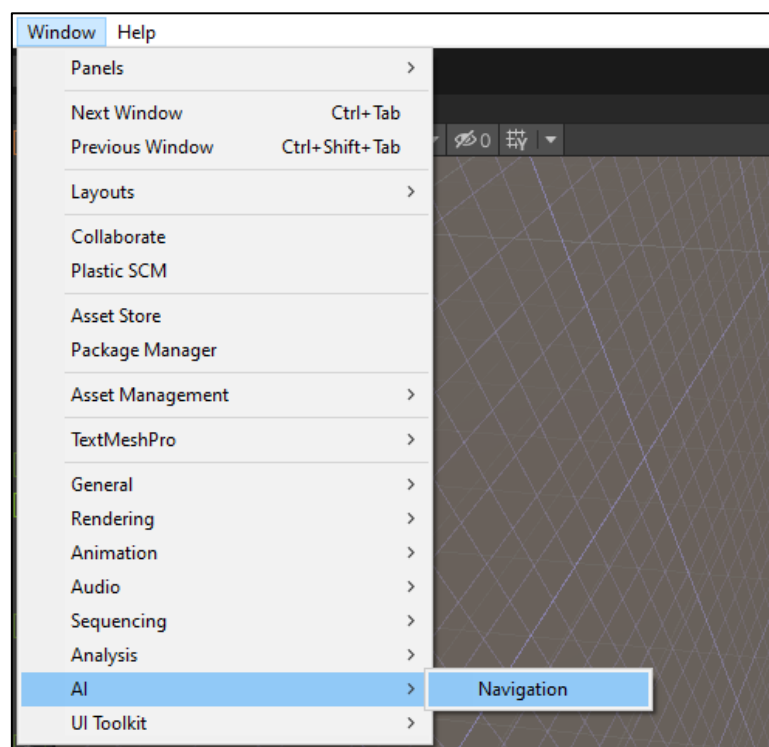 Window Help
Panels
Next Window Ctrl+Tab
Previous Window Ctrl+Shift+Tab
0
Layouts
Collaborate
Plastic SCM
Asset Store
Package Manager
Asset Management
TextMeshPro
General
Rendering
Animation
Audio
Sequencing
Analysis
AI Navigation
UI Toolkit